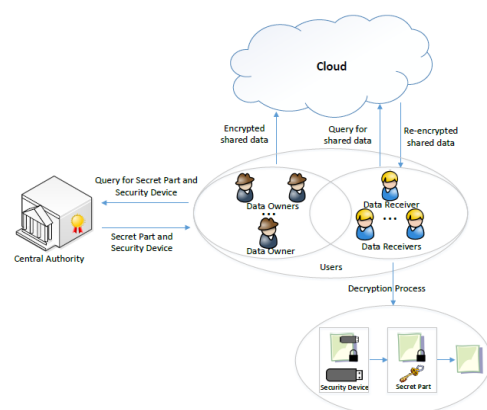 Cloud
Encrypted
shared data
Query for
shared data
Re-encrypted
shared data
Query for Secret Part and
Security Device
Data Owners
...
Data Owner
Data Receiver
...
Data Receivers
Secret Part and
Security Device
Central Authority
Users
Decryption Process
Security Device
Secret Part